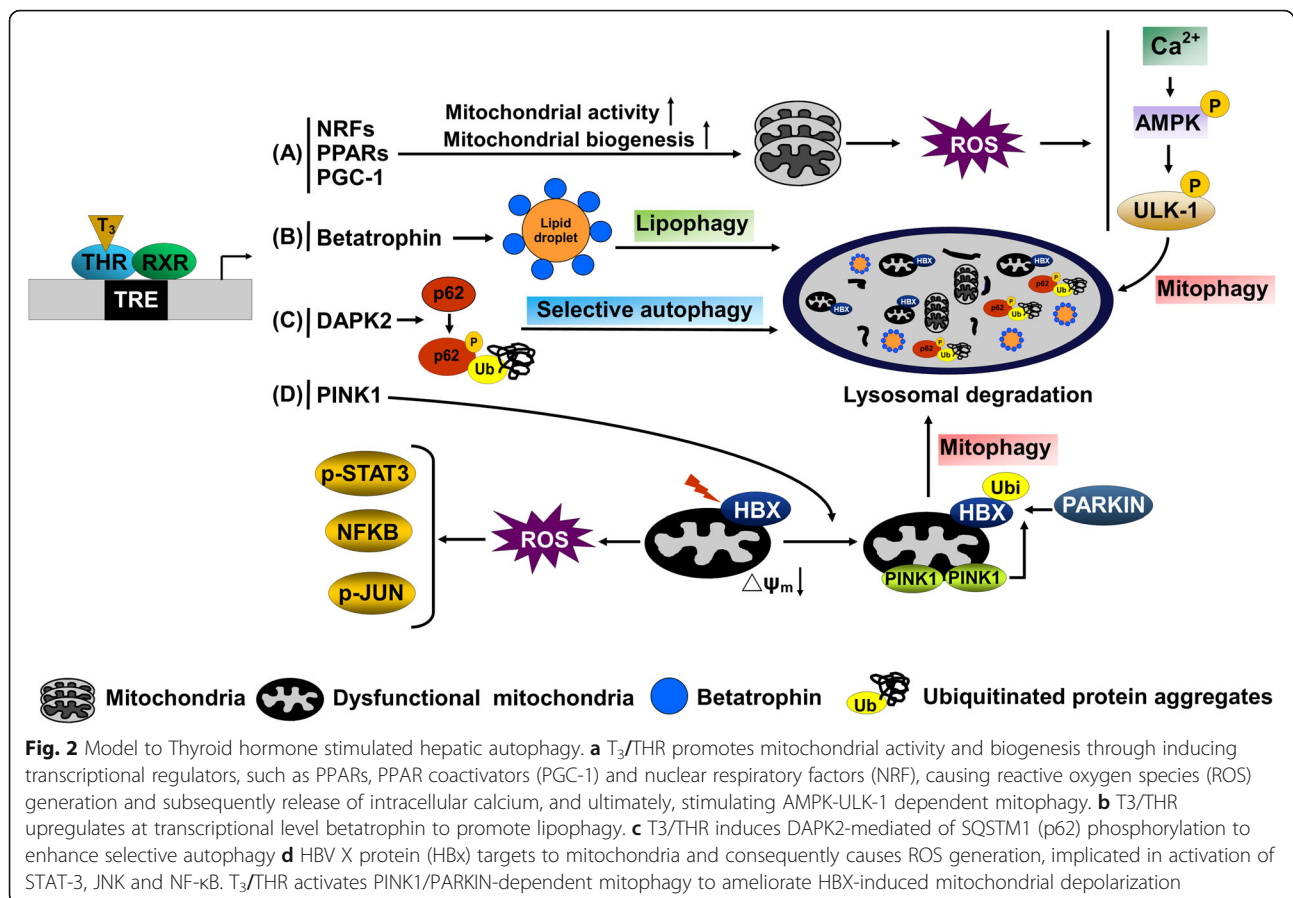 Ca²⁺
P
AMPK
P
ULK-1
Mitophagy
(A) NRFs
PPARs
PGC-1
Mitochondrial activity ↑
Mitochondrial biogenesis ↑
ROS
T₃
THR RXR
TRE
(B) Betatrophin
Lipid
droplet
Lipophagy
(C) DAPK2
p62
p62 P
Ub
Selective autophagy
HBX
HBX
HBX
HBX
HBX
p62 P Ub
p62 P Ub
p62 P Ub
p62 P Ub
Lysosomal degradation
(D) PINK1
Mitophagy
p-STAT3
NFKB
p-JUN
ROS
HBX
△Ψm↓
Ubi
HBX
PARKIN
PINK1 PINK1
Mitochondria Dysfunctional mitochondria Betatrophin Ub Ubiquitinated protein aggregates
Fig. 2 Model to Thyroid hormone stimulated hepatic autophagy. a T₃/THR promotes mitochondrial activity and biogenesis through inducing
transcriptional regulators, such as PPARs, PPAR coactivators (PGC-1) and nuclear respiratory factors (NRF), causing reactive oxygen species (ROS)
generation and subsequently release of intracellular calcium, and ultimately, stimulating AMPK-ULK-1 dependent mitophagy. b T3/THR
upregulates at transcriptional level betatrophin to promote lipophagy. c T3/THR induces DAPK2-mediated of SQSTM1 (p62) phosphorylation to
enhance selective autophagy d HBV X protein (HBx) targets to mitochondria and consequently causes ROS generation, implicated in activation of
STAT-3, JNK and NF-κB. T₃/THR activates PINK1/PARKIN-dependent mitophagy to ameliorate HBX-induced mitochondrial depolarization